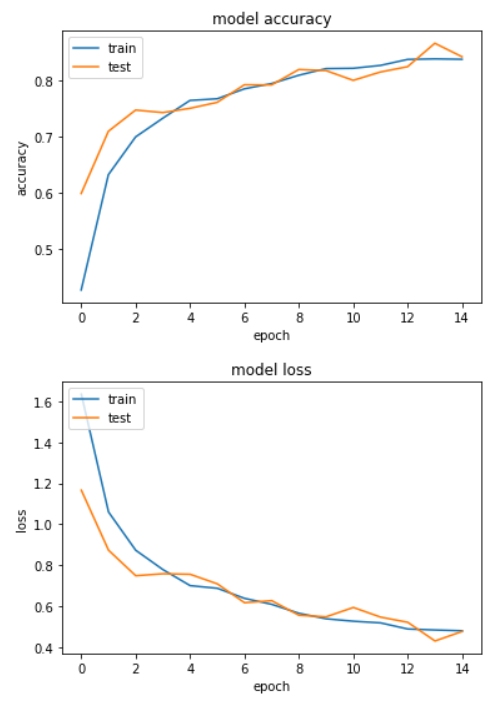 model accuracy
train
test
0.8
0.7
0.6
0.5
accuracy
0 2 4 6 8 10 12 14
epoch
model loss
train
test
1.6
1.4
1.2
1.0
0.8
0.6
0.4
loss
0 2 4 6 8 10 12 14
epoch